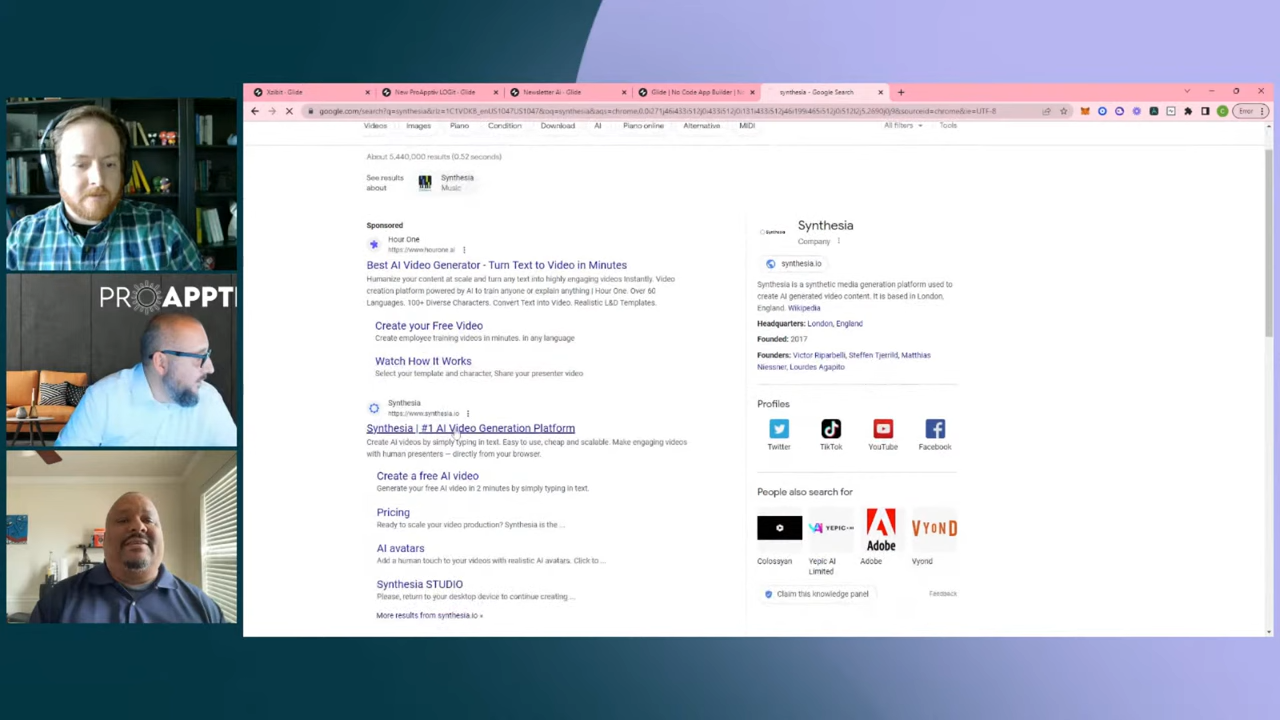 Xpbit - Glide
New ProApptive LOGit - Glide
Newsletter AI - Glide
Glide | No Code App Builder | No
synthesia - Google Search
Videos
Images
Piano
Condition
Download
AI
Piano online
Alternative
MIDI
All filters
Tools
About 5,440,000 results (0.52 seconds)
See results
about
Synthesia
Music
Sponsored
Hour One
https://www.hourone.ai
Best AI Video Generator - Turn Text to Video in Minutes
Humanize your content at scale and turn any text into highly engaging videos Instantly. Video
creation platform powered by AI to train anyone or explain anything | Hour One. Over 60
Languages. 100+ Diverse Characters. Convert Text into Video. Realistic L&D Templates.
Create your Free Video
Create employee training videos in minutes. in any language
Watch How It Works
Select your template and character, Share your presenter video
Synthesia
https://www.synthesia.io
Synthesia | #1 AI Video Generation Platform
Create AI videos by simply typing in text. Easy to use, cheap and scalable. Make engaging videos
with human presenters — directly from your browser.
Create a free AI video
Generate your free AI video in 2 minutes by simply typing in text.
Pricing
Ready to scale your video production? Synthesia is the ...
AI avatars
Add a human touch to your videos with realistic AI avatars. Click to ...
Synthesia STUDIO
Please, return to your desktop device to continue creating...
More results from synthesia.io »
Synthesia
Synthesia
Company
synthesia.io
Synthesia is a synthetic media generation platform used to
create AI generated video content. It is based in London,
England. Wikipedia
Headquarters: London, England
Founded: 2017
Founders: Victor Riparbelli, Steffen Tjerrild, Matthias
Niessner, Lourdes Agapito
Profiles
Twitter
TikTok
YouTube
Facebook
People also search for
YEPIC
Adobe
VYOND
Colossyan
Yepic AI
Limited
Adobe
Vyond
Claim this knowledge panel
Feedback
PROAPPT